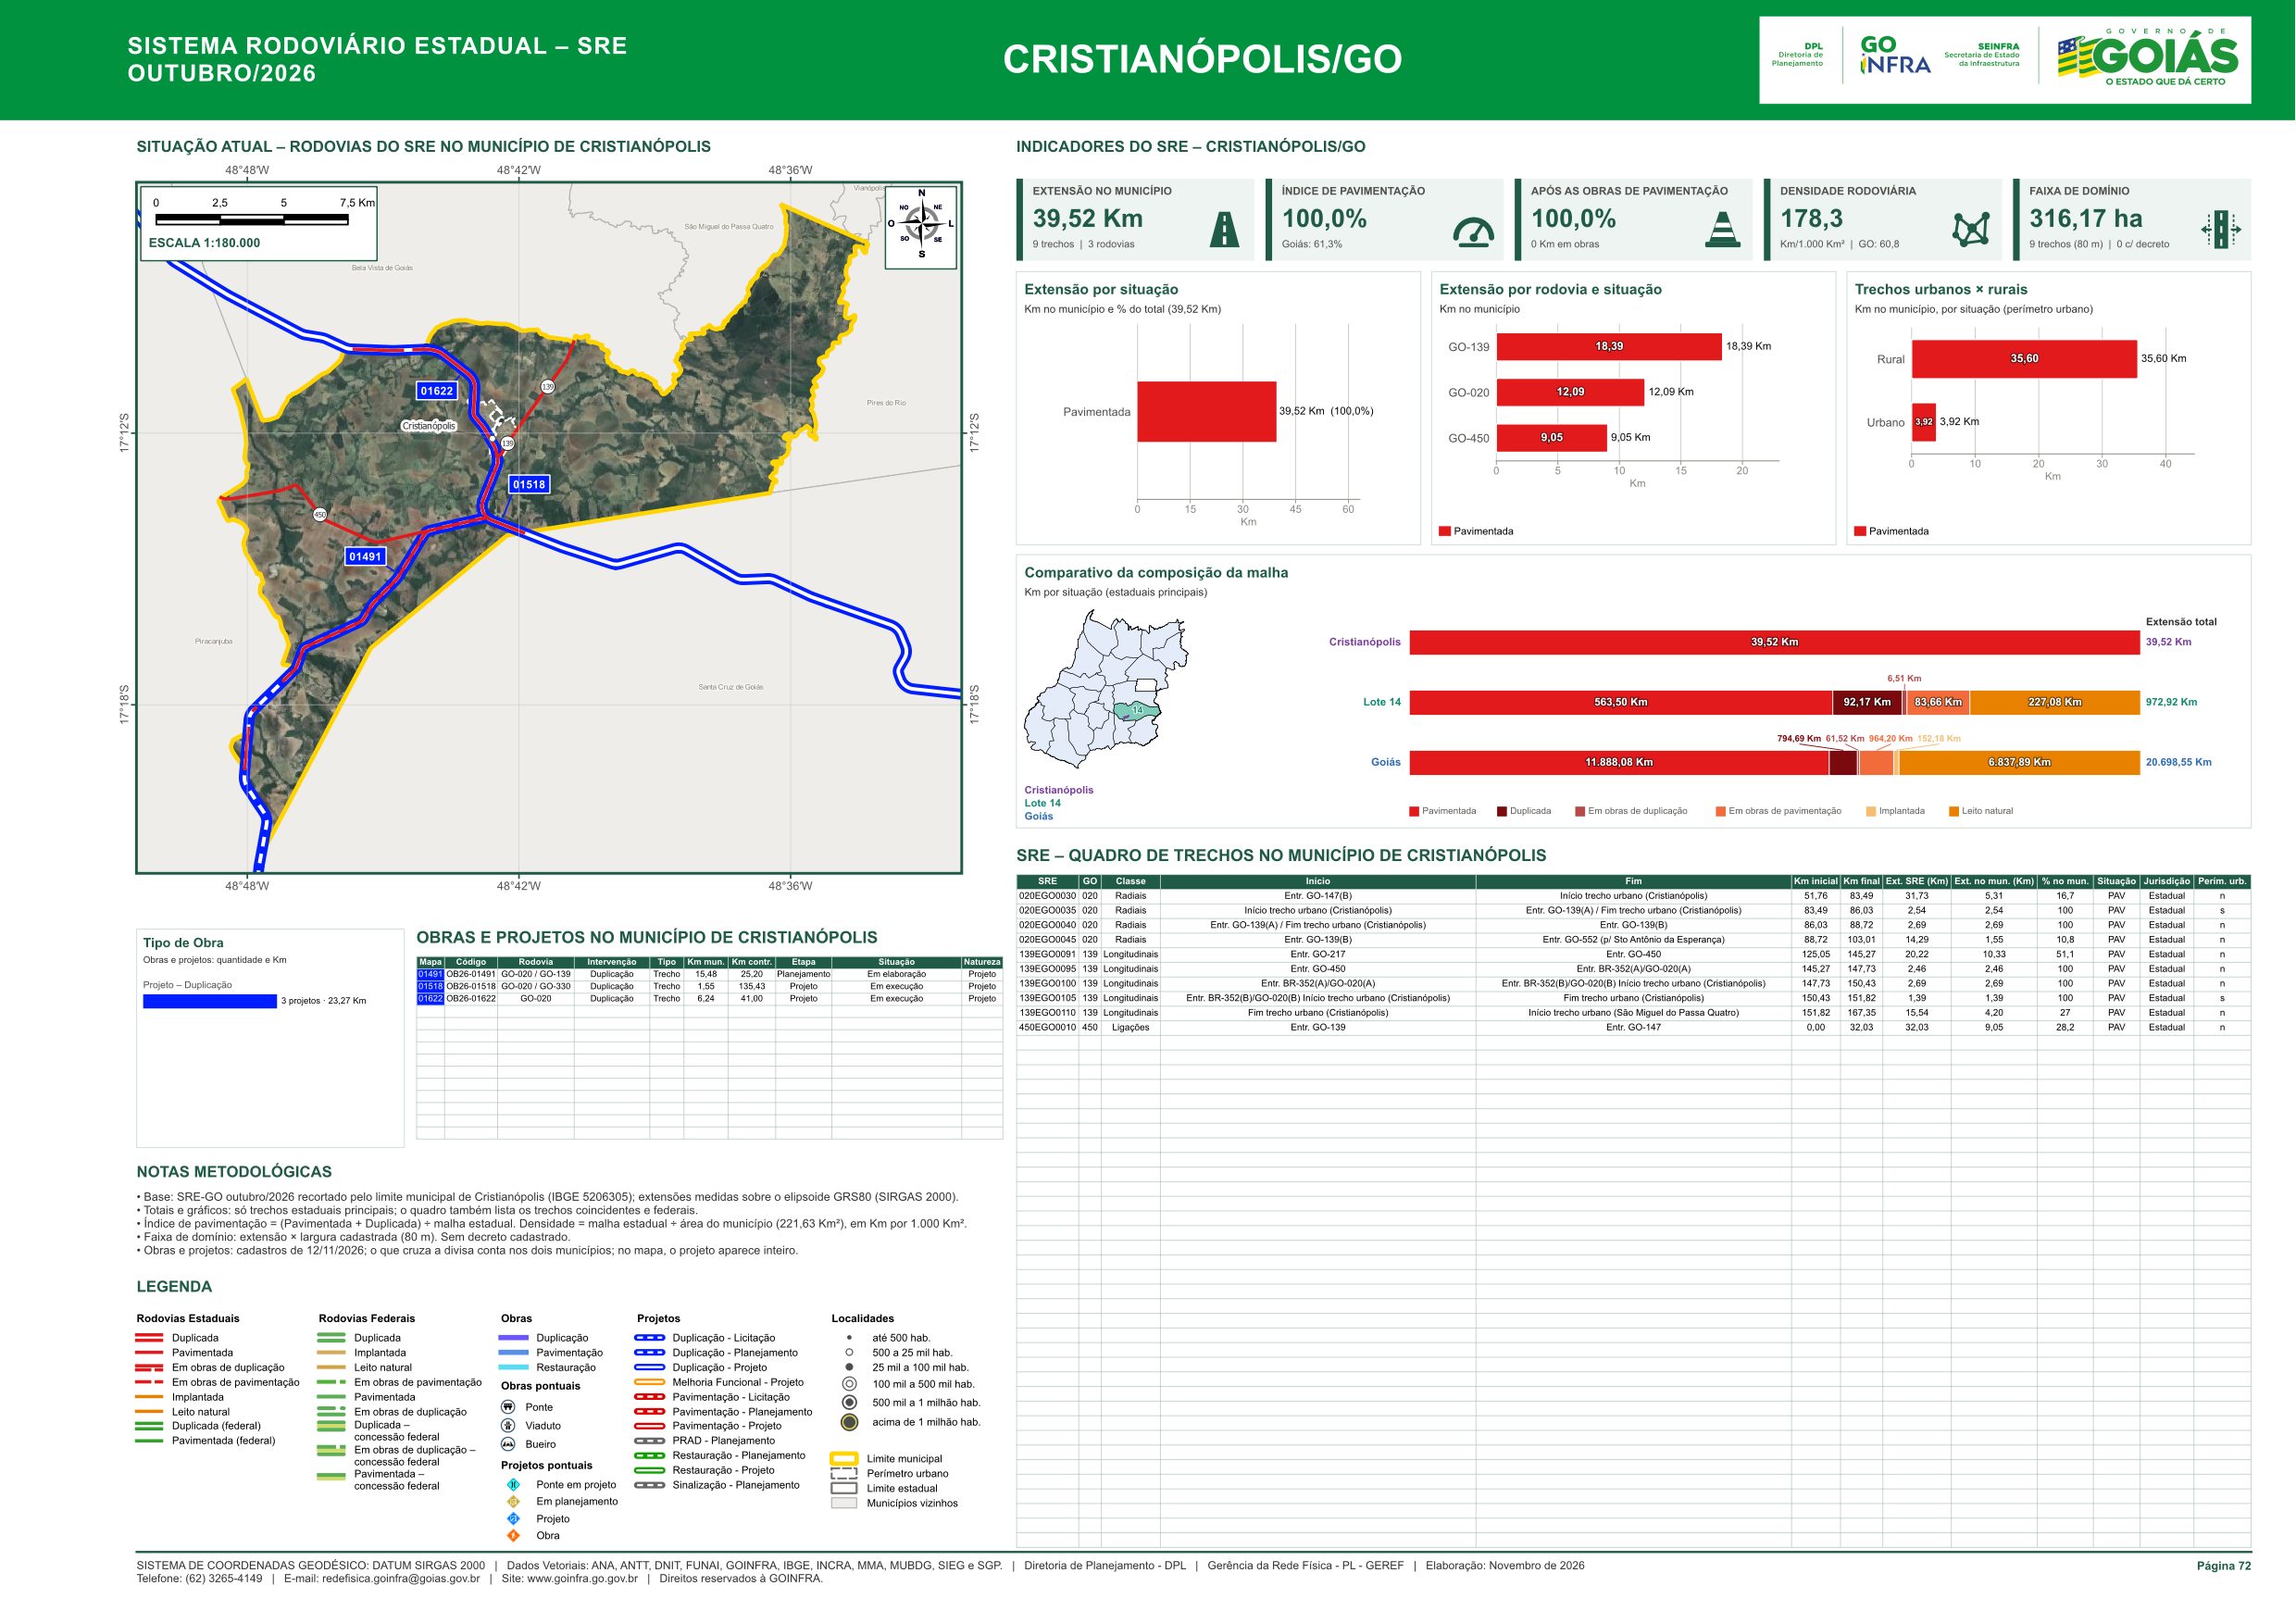 SISTEMA RODOVIÁRIO ESTADUAL – SRE
OUTUBRO/2026
CRISTIANÓPOLIS/GO
DPL
Diretoria de
Planejamento
GO
INFRA
SEINFRA
Secretaria de Estado
da Infraestrutura
GOVERNO DE
GOIÁS
O ESTADO QUE DÁ CERTO
SITUAÇÃO ATUAL – RODOVIAS DO SRE NO MUNICÍPIO DE CRISTIANÓPOLIS
48°48'W 48°42'W 48°36'W
0 2,5 5 7,5 Km
ESCALA 1:180.000
N
NO NE
O L
SO SE
S
Vianópolis
São Miguel do Passa Quatro
Bela Vista de Goiás
01622
139
Cristianópolis
139
Pires do Rio
17°12'S 17°12'S
01518
450
01491
Piracanjuba
Santa Cruz de Goiás
17°18'S 17°18'S
48°48'W 48°42'W 48°36'W
Tipo de Obra
Obras e projetos: quantidade e Km
Projeto – Duplicação
3 projetos · 23,27 Km
OBRAS E PROJETOS NO MUNICÍPIO DE CRISTIANÓPOLIS
Mapa Código Rodovia Intervenção Tipo Km mun. Km contr. Etapa Situação Natureza
01491 OB26-01491 GO-020 / GO-139 Duplicação Trecho 15,48 25,20 Planejamento Em elaboração Projeto
01518 OB26-01518 GO-020 / GO-330 Duplicação Trecho 1,55 135,43 Projeto Em execução Projeto
01622 OB26-01622 GO-020 Duplicação Trecho 6,24 41,00 Projeto Em execução Projeto
NOTAS METODOLÓGICAS
• Base: SRE-GO outubro/2026 recortado pelo limite municipal de Cristianópolis (IBGE 5206305); extensões medidas sobre o elipsoide GRS80 (SIRGAS 2000).
• Totais e gráficos: só trechos estaduais principais; o quadro também lista os trechos coincidentes e federais.
• Índice de pavimentação = (Pavimentada + Duplicada) ÷ malha estadual. Densidade = malha estadual ÷ área do município (221,63 Km²), em Km por 1.000 Km².
• Faixa de domínio: extensão × largura cadastrada (80 m). Sem decreto cadastrado.
• Obras e projetos: cadastros de 12/11/2026; o que cruza a divisa conta nos dois municípios; no mapa, o projeto aparece inteiro.
LEGENDA
Rodovias Estaduais
Duplicada
Pavimentada
Em obras de duplicação
Em obras de pavimentação
Implantada
Leito natural
Duplicada (federal)
Pavimentada (federal)
Rodovias Federais
Duplicada
Implantada
Leito natural
Em obras de pavimentação
Pavimentada
Em obras de duplicação
Duplicada –
concessão federal
Em obras de duplicação –
concessão federal
Pavimentada –
concessão federal
Obras
Duplicação
Pavimentação
Restauração
Obras pontuais
Ponte
Viaduto
Bueiro
Projetos pontuais
Ponte em projeto
Em planejamento
Projeto
Obra
Projetos
Duplicação - Licitação
Duplicação - Planejamento
Duplicação - Projeto
Melhoria Funcional - Projeto
Pavimentação - Licitação
Pavimentação - Planejamento
Pavimentação - Projeto
PRAD - Planejamento
Restauração - Planejamento
Restauração - Projeto
Sinalização - Planejamento
Localidades
até 500 hab.
500 a 25 mil hab.
25 mil a 100 mil hab.
100 mil a 500 mil hab.
500 mil a 1 milhão hab.
acima de 1 milhão hab.
Limite municipal
Perímetro urbano
Limite estadual
Municípios vizinhos
INDICADORES DO SRE – CRISTIANÓPOLIS/GO
EXTENSÃO NO MUNICÍPIO
39,52 Km
9 trechos | 3 rodovias
ÍNDICE DE PAVIMENTAÇÃO
100,0%
Goiás: 61,3%
APÓS AS OBRAS DE PAVIMENTAÇÃO
100,0%
0 Km em obras
DENSIDADE RODOVIÁRIA
178,3
Km/1.000 Km² | GO: 60,8
FAIXA DE DOMÍNIO
316,17 ha
9 trechos (80 m) | 0 c/ decreto
Extensão por situação
Km no município e % do total (39,52 Km)
Pavimentada 39,52 Km (100,0%)
0 15 30 45 60
Km
Extensão por rodovia e situação
Km no município
GO-139 18,39 18,39 Km
GO-020 12,09 12,09 Km
GO-450 9,05 9,05 Km
0 5 10 15 20
Km
Pavimentada
Trechos urbanos × rurais
Km no município, por situação (perímetro urbano)
Rural 35,60 35,60 Km
Urbano 3,92 3,92 Km
0 10 20 30 40
Km
Pavimentada
Comparativo da composição da malha
Km por situação (estaduais principais)
14
Cristianópolis
Lote 14
Goiás
Extensão total
Cristianópolis 39,52 Km 39,52 Km
6,51 Km
Lote 14 563,50 Km 92,17 Km 83,66 Km 227,08 Km 972,92 Km
794,69 Km 61,52 Km 964,20 Km 152,18 Km
Goiás 11.888,08 Km 6.837,89 Km 20.698,55 Km
Pavimentada Duplicada Em obras de duplicação Em obras de pavimentação Implantada Leito natural
SRE – QUADRO DE TRECHOS NO MUNICÍPIO DE CRISTIANÓPOLIS
SRE GO Classe Início Fim Km inicial Km final Ext. SRE (Km) Ext. no mun. (Km) % no mun. Situação Jurisdição Perím. urb.
020EGO0030 020 Radiais Entr. GO-147(B) Início trecho urbano (Cristianópolis) 51,76 83,49 31,73 5,31 16,7 PAV Estadual n
020EGO0035 020 Radiais Início trecho urbano (Cristianópolis) Entr. GO-139(A) / Fim trecho urbano (Cristianópolis) 83,49 86,03 2,54 2,54 100 PAV Estadual s
020EGO0040 020 Radiais Entr. GO-139(A) / Fim trecho urbano (Cristianópolis) Entr. GO-139(B) 86,03 88,72 2,69 2,69 100 PAV Estadual n
020EGO0045 020 Radiais Entr. GO-139(B) Entr. GO-552 (p/ Sto Antônio da Esperança) 88,72 103,01 14,29 1,55 10,8 PAV Estadual n
139EGO0091 139 Longitudinais Entr. GO-217 Entr. GO-450 125,05 145,27 20,22 10,33 51,1 PAV Estadual n
139EGO0095 139 Longitudinais Entr. GO-450 Entr. BR-352(A)/GO-020(A) 145,27 147,73 2,46 2,46 100 PAV Estadual n
139EGO0100 139 Longitudinais Entr. BR-352(A)/GO-020(A) Entr. BR-352(B)/GO-020(B) Início trecho urbano (Cristianópolis) 147,73 150,43 2,69 2,69 100 PAV Estadual n
139EGO0105 139 Longitudinais Entr. BR-352(B)/GO-020(B) Início trecho urbano (Cristianópolis) Fim trecho urbano (Cristianópolis) 150,43 151,82 1,39 1,39 100 PAV Estadual s
139EGO0110 139 Longitudinais Fim trecho urbano (Cristianópolis) Início trecho urbano (São Miguel do Passa Quatro) 151,82 167,35 15,54 4,20 27 PAV Estadual n
450EGO0010 450 Ligações Entr. GO-139 Entr. GO-147 0,00 32,03 32,03 9,05 28,2 PAV Estadual n
SISTEMA DE COORDENADAS GEODÉSICO: DATUM SIRGAS 2000 | Dados Vetoriais: ANA, ANTT, DNIT, FUNAI, GOINFRA, IBGE, INCRA, MMA, MUBDG, SIEG e SGP. | Diretoria de Planejamento - DPL | Gerência da Rede Física - PL - GEREF | Elaboração: Novembro de 2026 Página 72
Telefone: (62) 3265-4149 | E-mail: redefisica.goinfra@goias.gov.br | Site: www.goinfra.go.gov.br | Direitos reservados à GOINFRA.